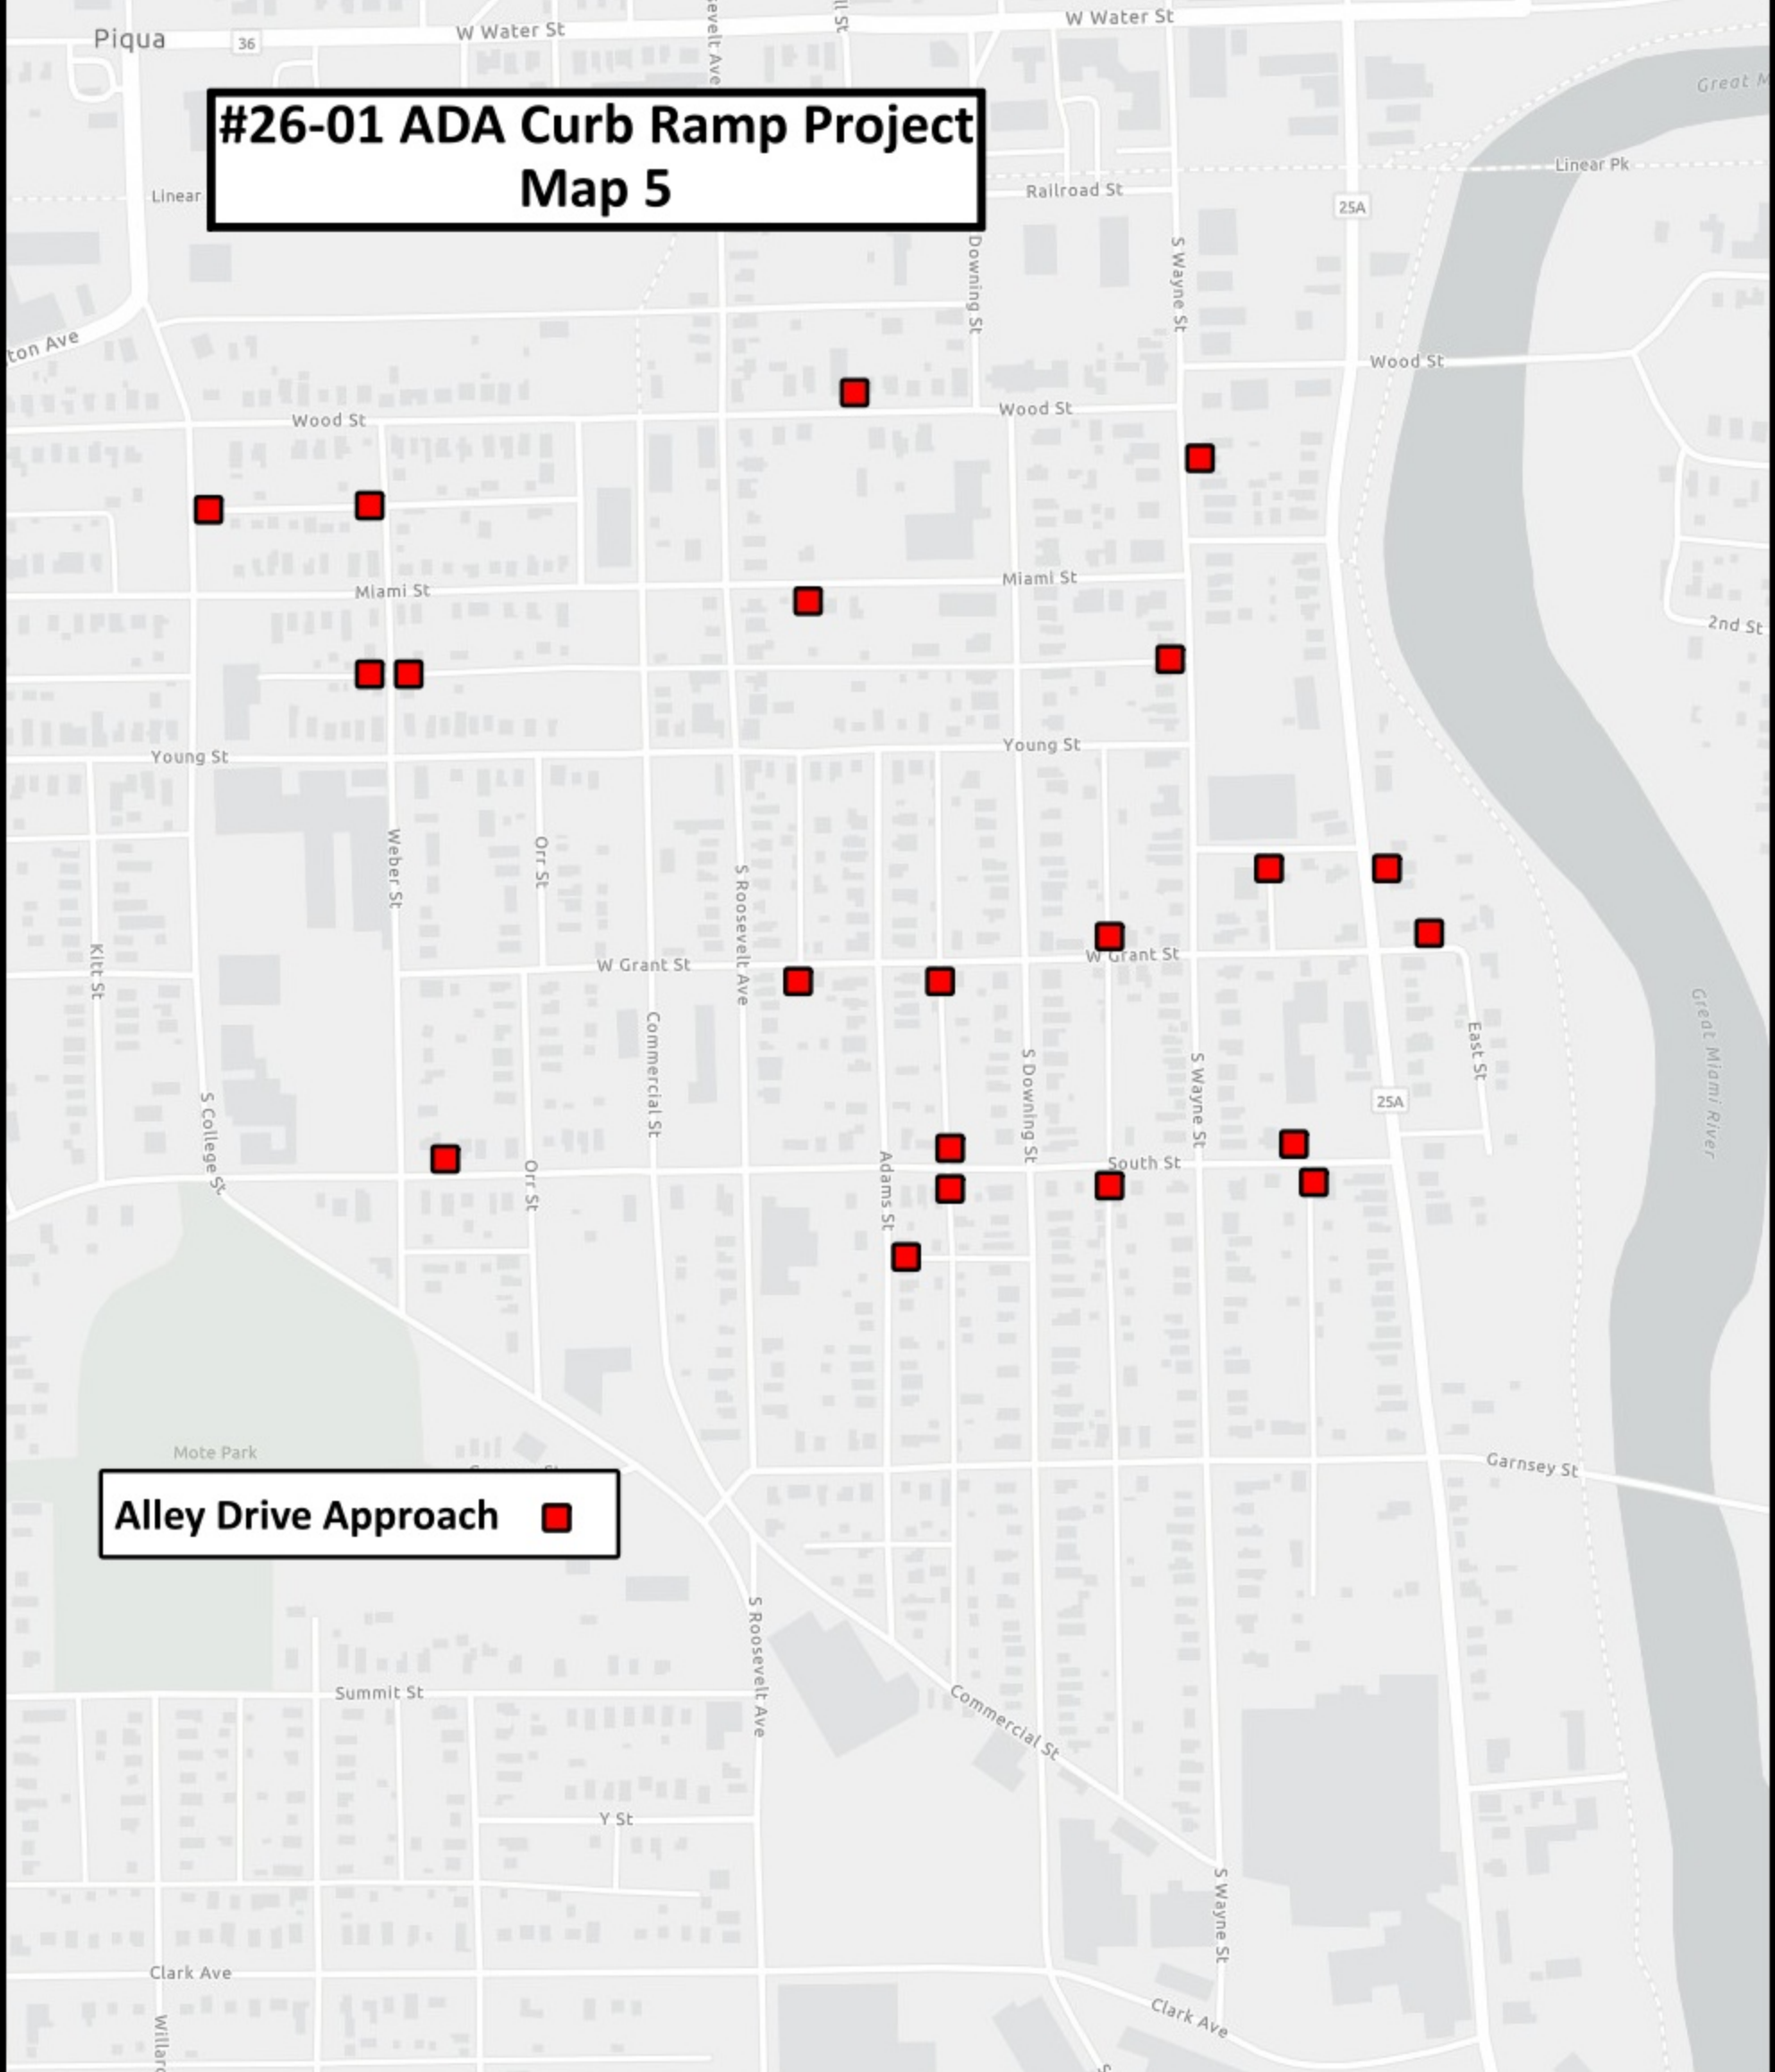 W Water St
Piqua
36
W Water St
#26-01 ADA Curb Ramp Project
Map 5
Linear Pk
Linear
Railroad St
25A
Downing St
S Wayne St
ton Ave
Wood St
Wood St
Wood St
Miami St
Miami St
2nd St
Young St
Young St
Weber St
Orr St
S Roosevelt Ave
Kitt St
W Grant St
W Grant St
Great Miami River
Commercial St
East St
S Downing St
S Wayne St
25A
S College St
Adams St
Orr St
South St
Mote Park
Garnsey St
Alley Drive Approach
S Roosevelt Ave
Summit St
Commercial St
Y St
S Wayne St
Clark Ave
Clark Ave